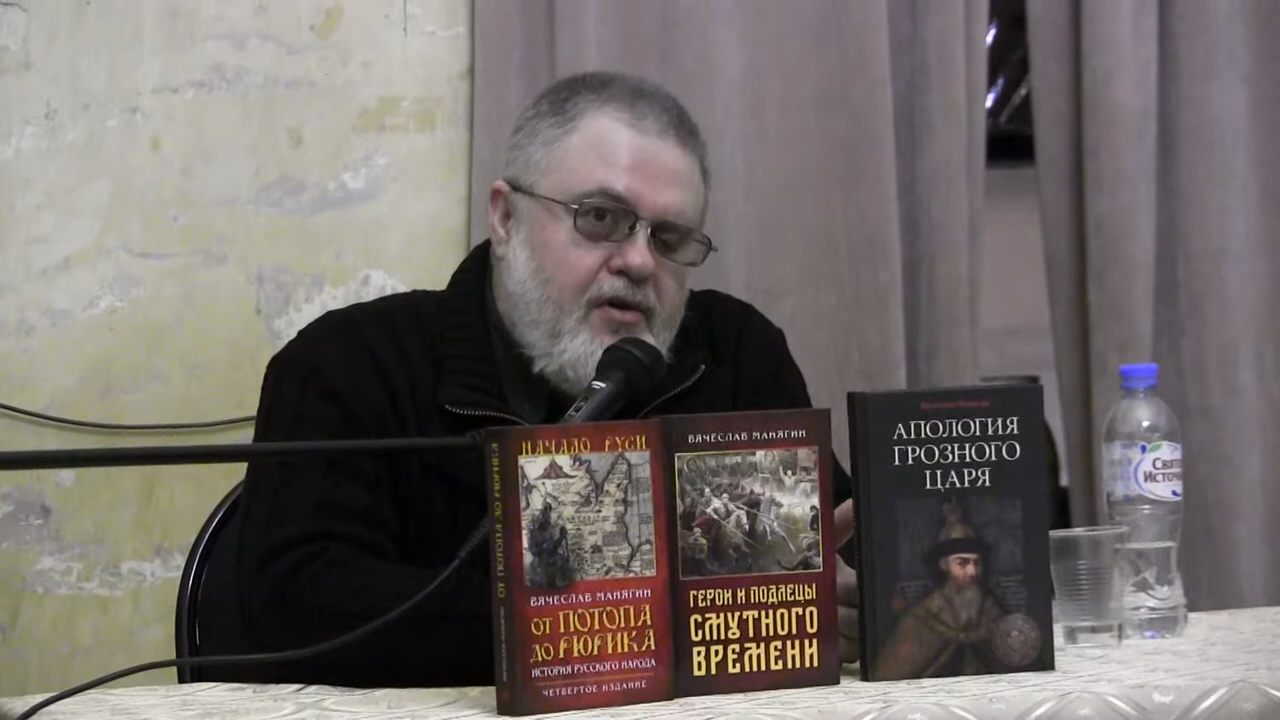 НАЧАЛО РУСИ
ВЯЧЕСЛАВ МАНЯГИН
ОТ ПОТОПА
ДО РЮРИКА
ИСТОРИЯ РУССКОГО НАРОДА
ЧЕТВЕРТОЕ ИЗДАНИЕ
ОТ ПОТОПА ДО РЮРИКА
ВЯЧЕСЛАВ МАНЯГИН
ГЕРОИ И ПОДЛЕЦЫ
СМУТНОГО
ВРЕМЕНИ
АПОЛОГИЯ
ГРОЗНОГО
ЦАРЯ